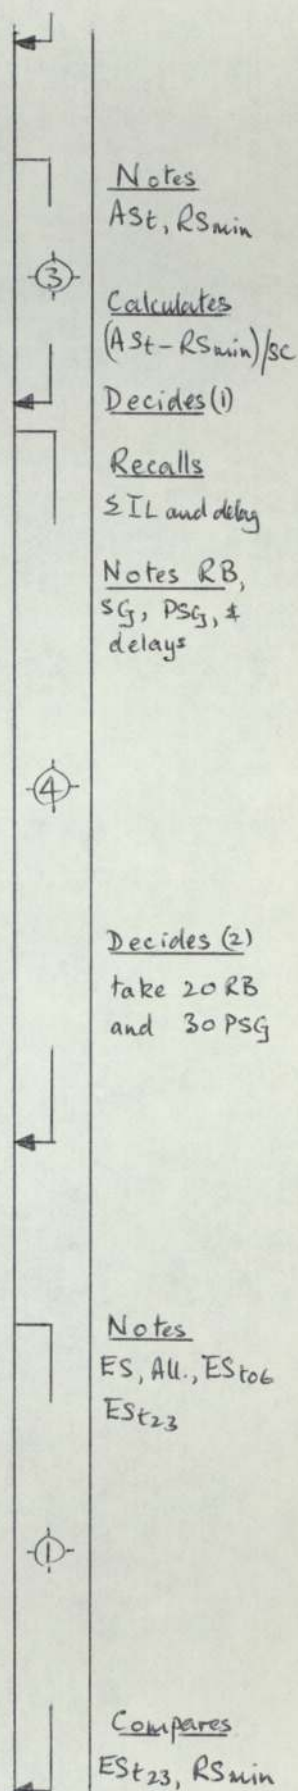 Notes
ASt, RSmin
3
Calculates
(ASt-RSmin)/sc
Decides (1)
Recalls
ΣIL and delay
Notes RB,
SG, PSG, &
delays
4
Decides (2)
take 20 RB
and 30 PSG
Notes
ES, All., ESt06
ESt23
1
Compares
ESt23, RSmin